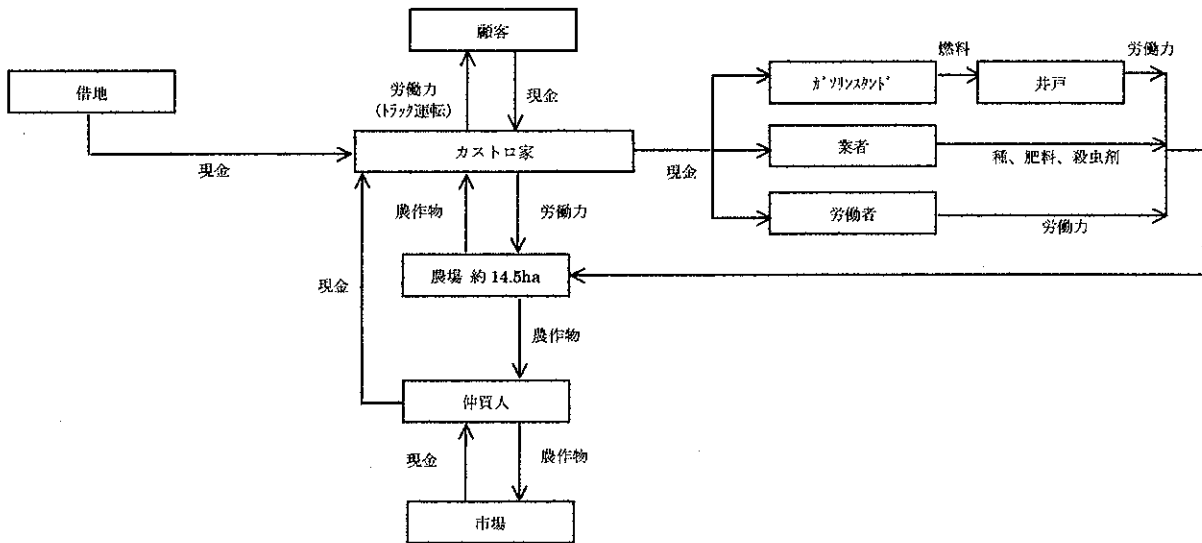 顧客
燃料
労働力
借地
労働力
(トラック運転)
現金
ガソリンスタンド
井戸
現金
カストロ家
現金
業者
種、肥料、殺虫剤
農作物
労働力
労働者
労働力
現金
農場 約 14.5ha
農作物
仲買人
現金
農作物
市場